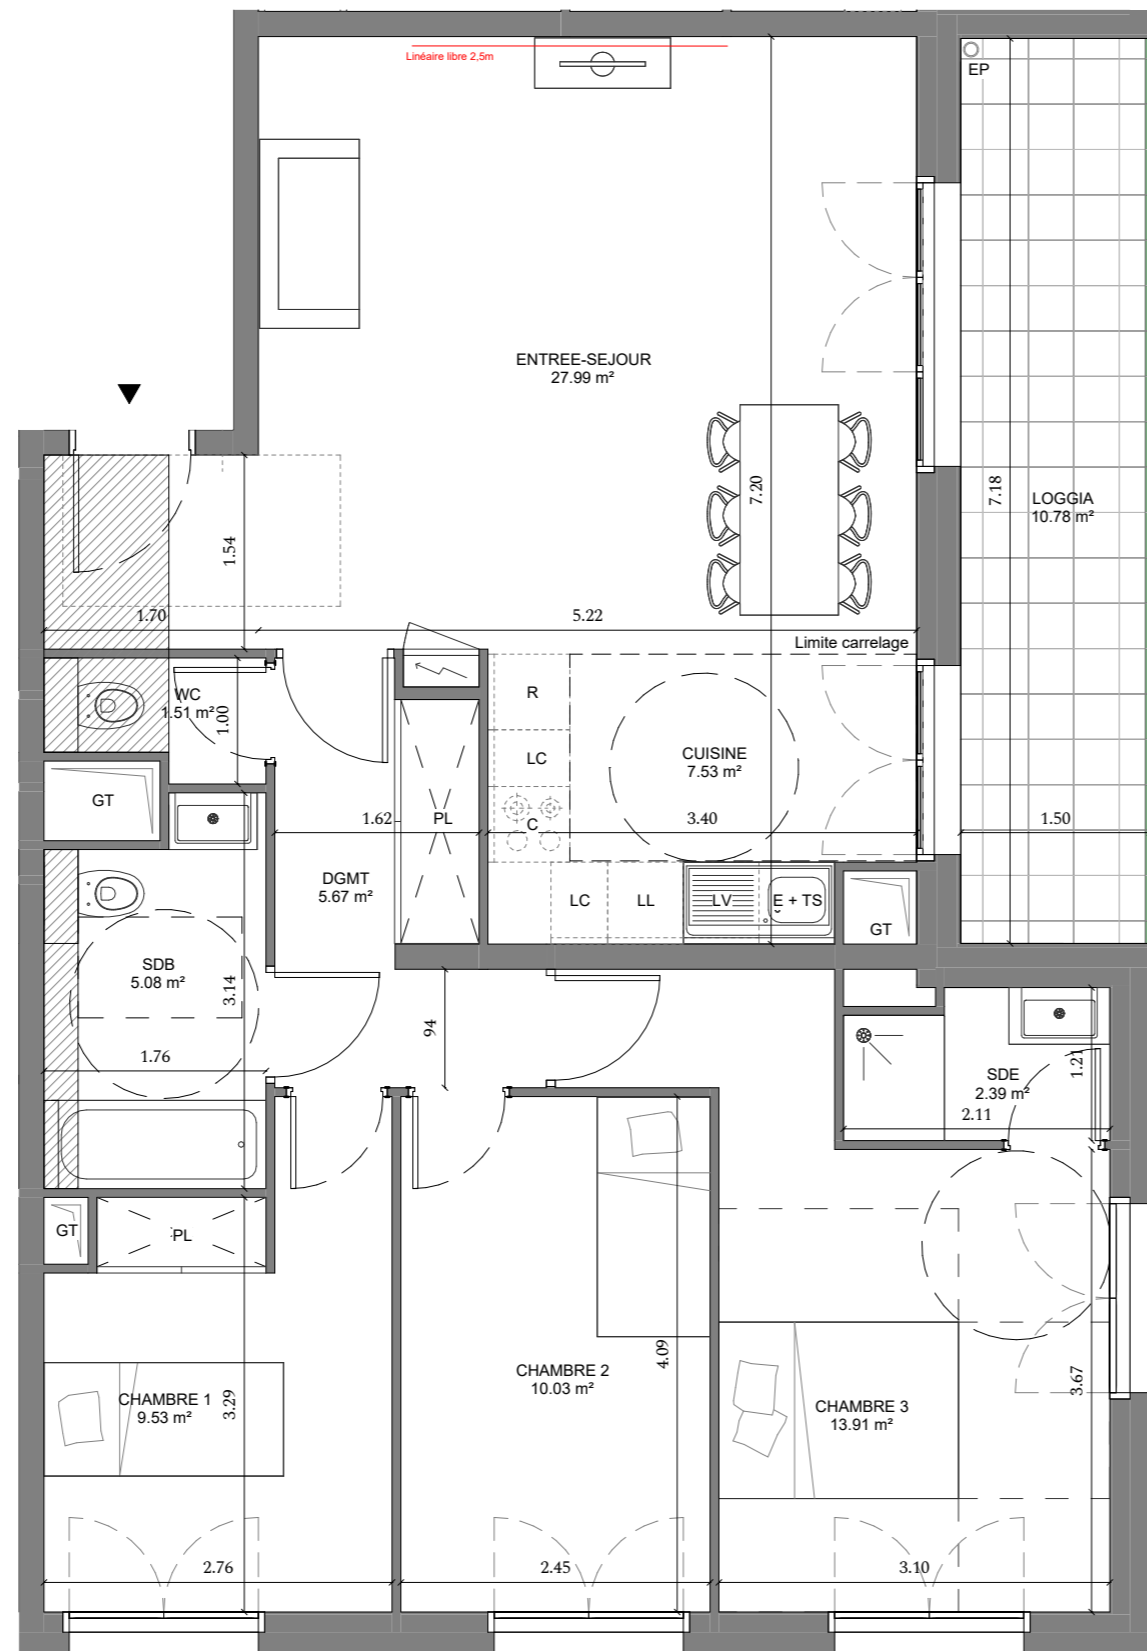 Linéaire libre 2,5m
EP
ENTREE-SEJOUR
27.99 m²
7.20
7.18
LOGGIA
10.78 m²
1.54
1.70
5.22
Limite carrelage
WC
1.51 m²
1.00
R
LC
CUISINE
7.53 m²
GT
1.62
PL
C
3.40
1.50
DGMT
5.67 m²
LC
LL
LV
E + TS
GT
SDB
5.08 m²
3.14
94
1.76
SDE
2.39 m²
1.21
2.11
GT
PL
CHAMBRE 1
9.53 m²
3.29
CHAMBRE 2
10.03 m²
4.09
CHAMBRE 3
13.91 m²
3.67
2.76
2.45
3.10